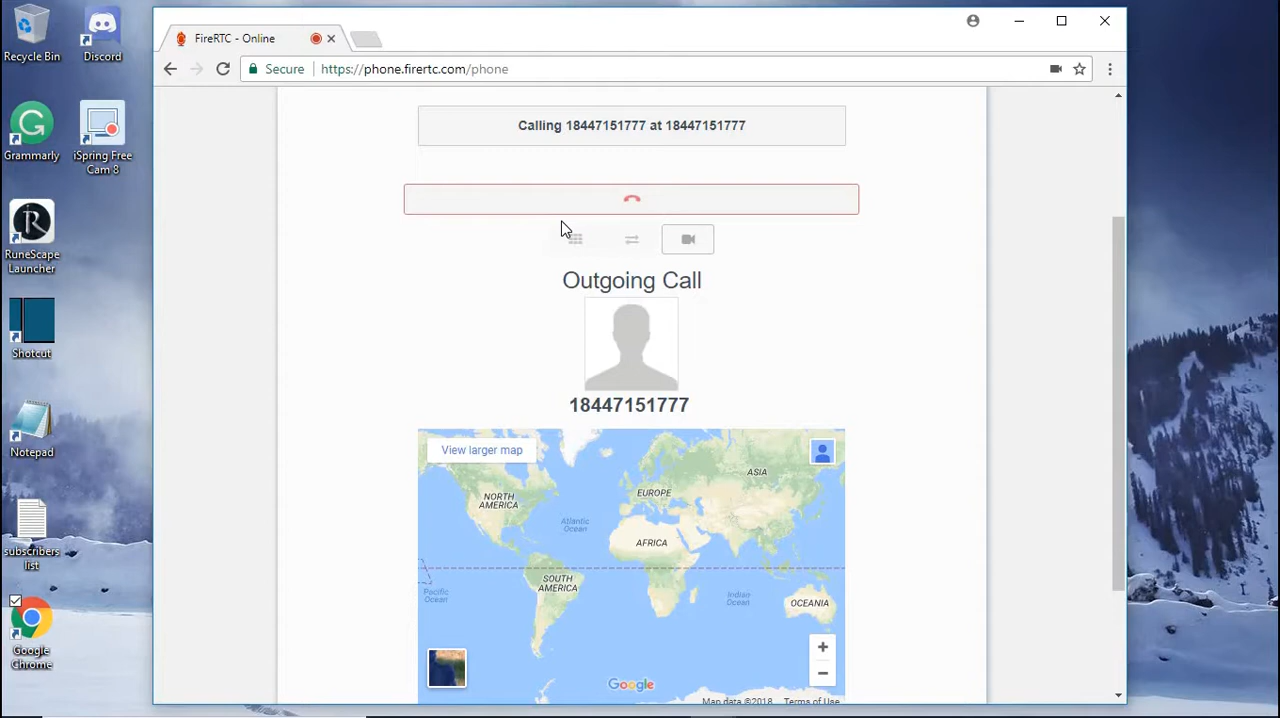 Recycle Bin
Discord
Grammarly
iSpring Free
Cam 8
RuneScape
Launcher
Shotcut
Notepad
subscribers
list
Google
Chrome
FireRTC - Online
Secure
https://phone.firertc.com/phone
Calling 18447151777 at 18447151777
Outgoing Call
18447151777
View larger map
NORTH
AMERICA
Atlantic
Ocean
EUROPE
ASIA
AFRICA
SOUTH
AMERICA
Pacific
Ocean
Indian
Ocean
OCEANIA
Google
Map data ©2018
Terms of Use